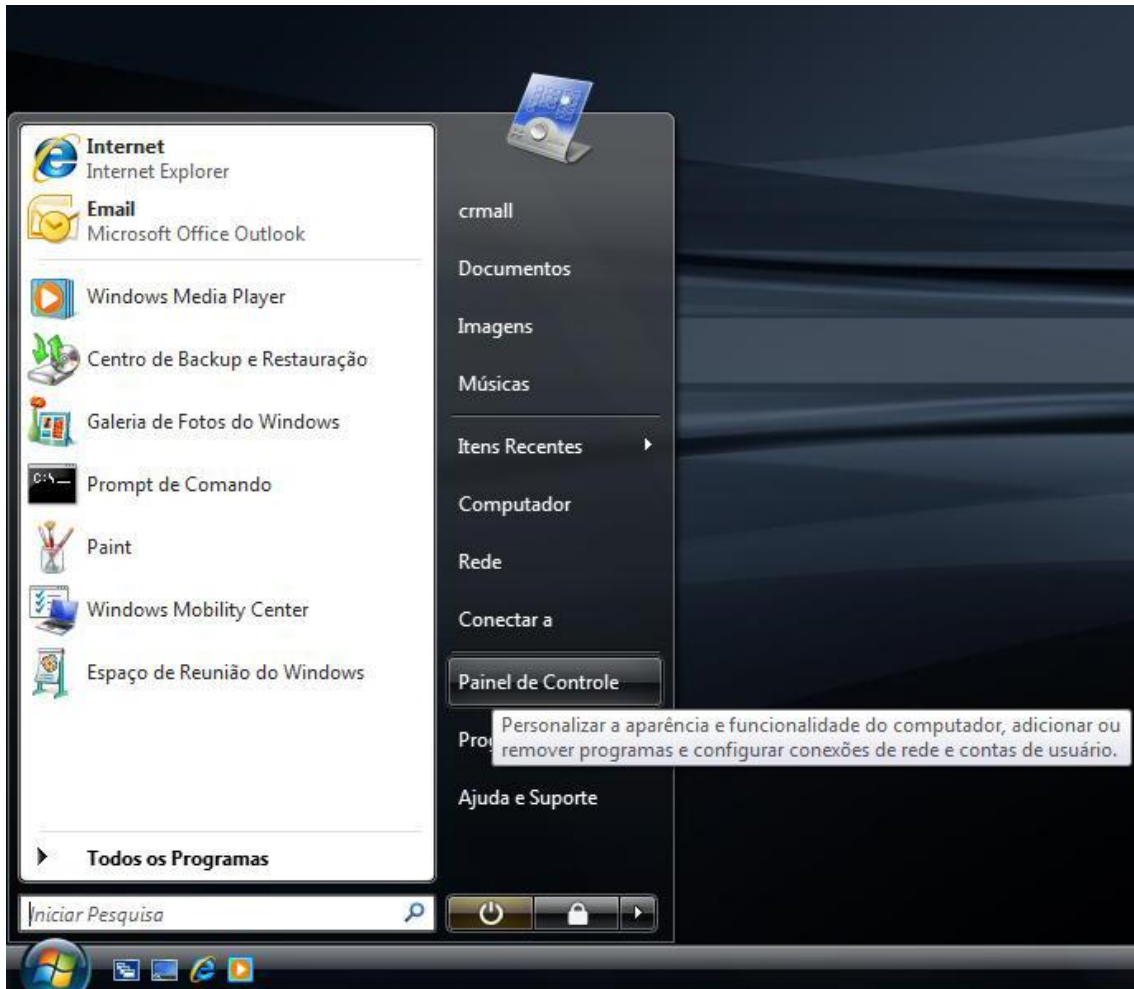 Internet
Internet Explorer
Email
Microsoft Office Outlook
Windows Media Player
Centro de Backup e Restauração
Galeria de Fotos do Windows
C:\
Prompt de Comando
Paint
Windows Mobility Center
Espaço de Reunião do Windows
Todos os Programas
Iniciar Pesquisa
crmall
Documentos
Imagens
Músicas
Itens Recentes
Computador
Rede
Conectar a
Painel de Controle
Personalizar a aparência e funcionalidade do computador, adicionar ou
remover programas e configurar conexões de rede e contas de usuário.
Ajuda e Suporte